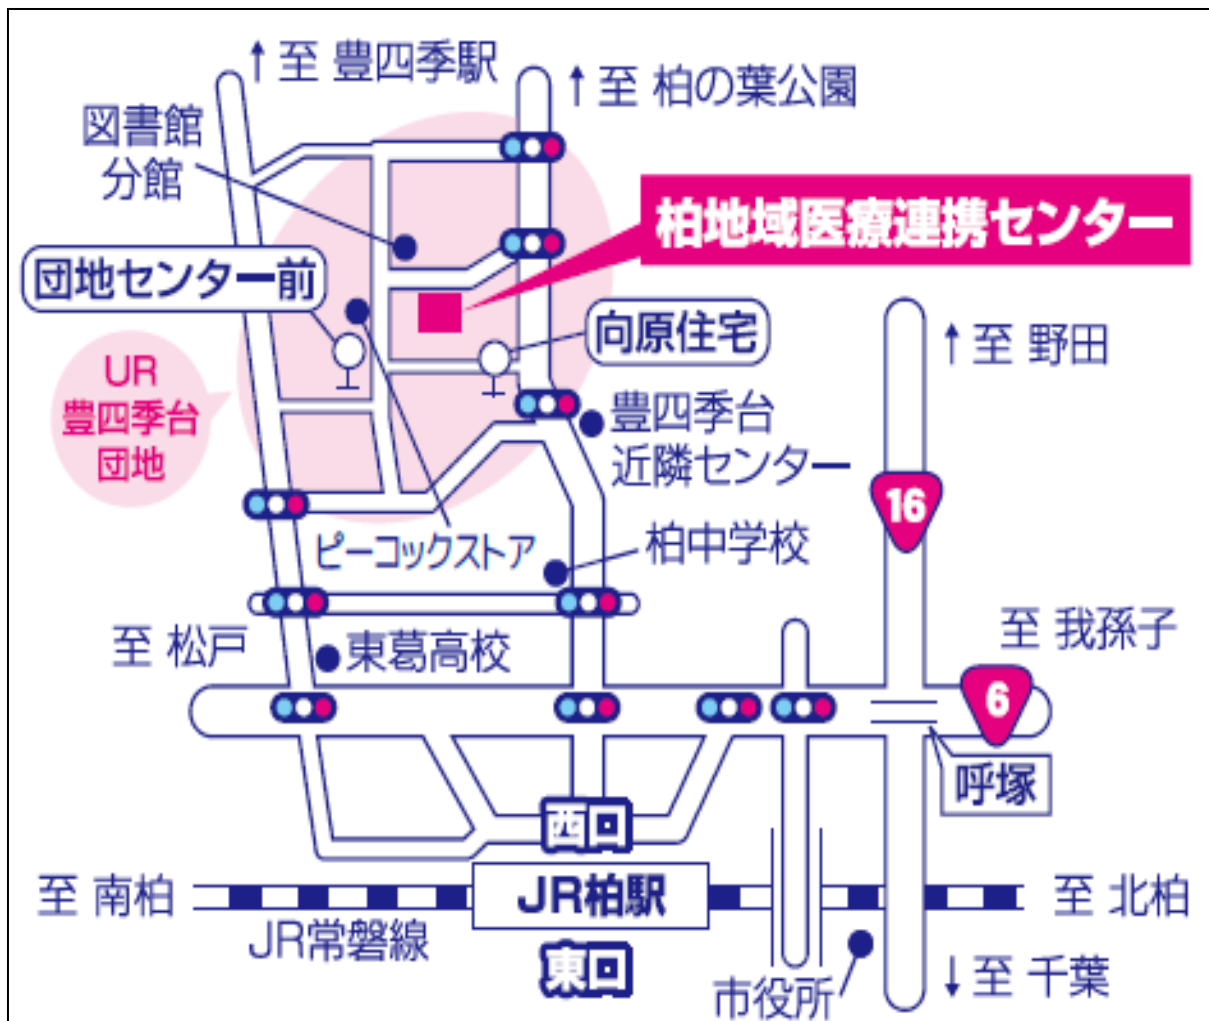 ↑至 豊四季駅
↑至 柏の葉公園
図書館
分館
柏地域医療連携センター
団地センター前
向原住宅
↑至 野田
UR
豊四季台
団地
豊四季台
近隣センター
16
ピーコックストア
柏中学校
至 我孫子
至 松戸
東葛高校
6
呼塚
西口
至 南柏
JR柏駅
至 北柏
JR常磐線
東口
市役所
↓至 千葉